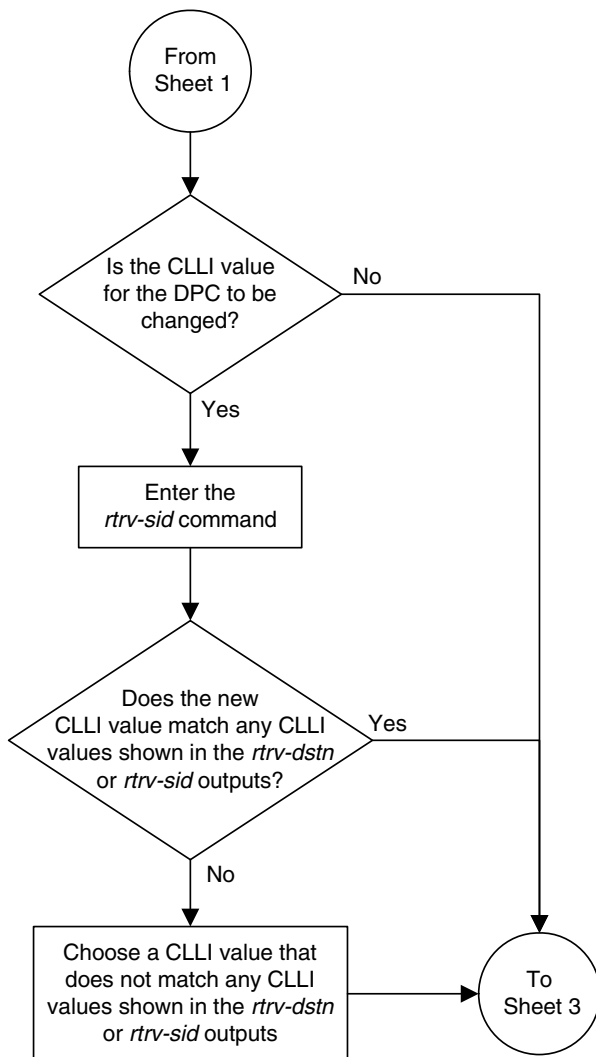 From
Sheet 1
Is the CLLI value
for the DPC to be
changed?
No
Yes
Enter the
rtrv-sid command
Does the new
CLLI value match any CLLI
values shown in the rtrv-dstn
or rtrv-sid outputs?
Yes
No
Choose a CLLI value that
does not match any CLLI
values shown in the rtrv-dstn
or rtrv-sid outputs
To
Sheet 3